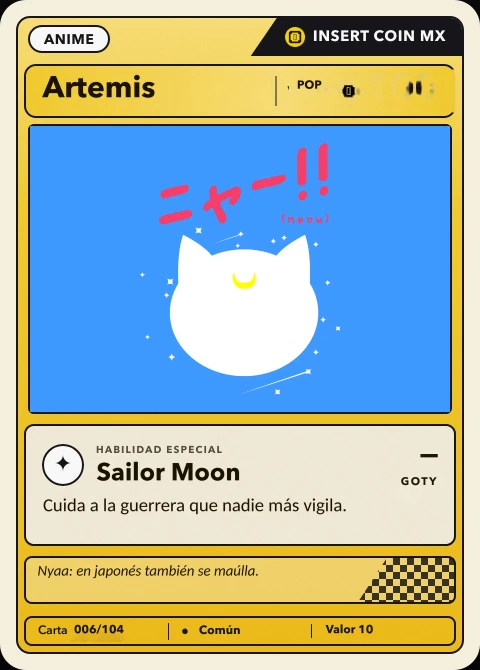 ANIME
INSERT COIN MX
Artemis
POP
ニャー!!
(neow)
HABILIDAD ESPECIAL
Sailor Moon
GOTY
Cuida a la guerrera que nadie más vigila.
Nyaa: en japonés también se maúlla.
Carta 006/104 • Común Valor 10